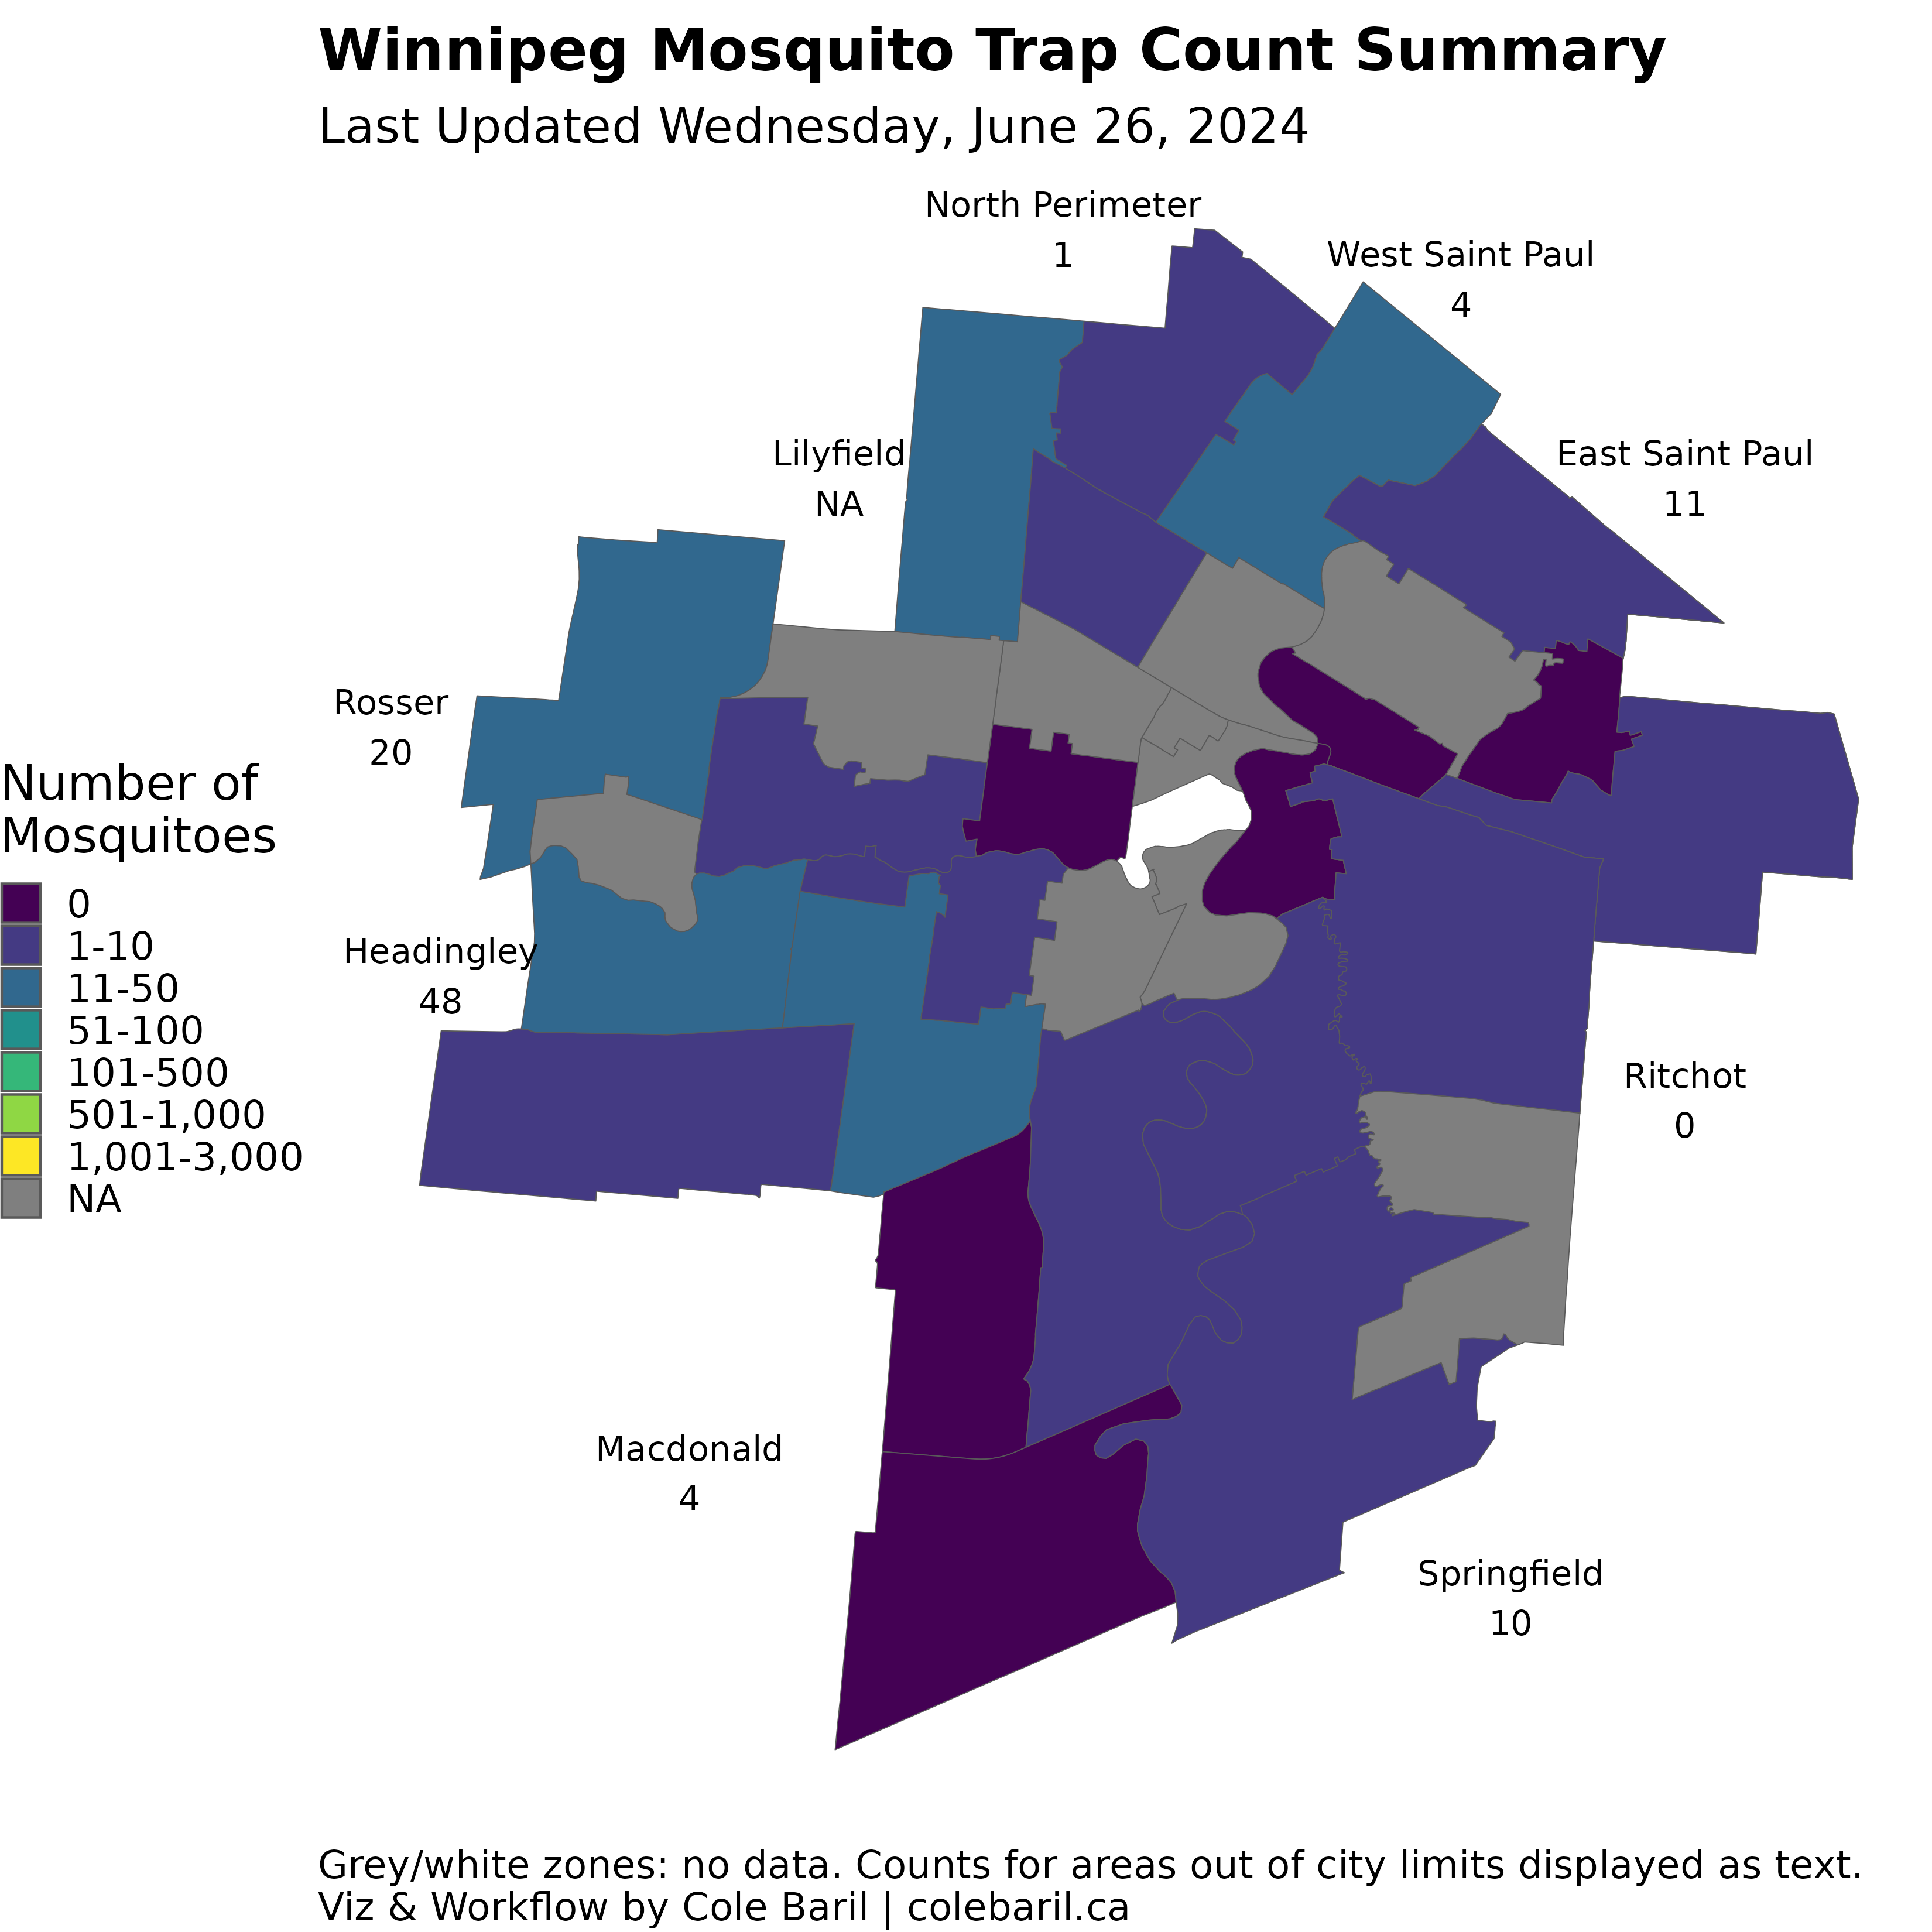 Winnipeg Mosquito Trap Count Summary
Last Updated Wednesday, June 26, 2024
North Perimeter
1
West Saint Paul
4
Lilyfield
NA
East Saint Paul
11
Rosser
20
Number of
Mosquitoes
0
1-10
11-50
51-100
101-500
501-1,000
1,001-3,000
NA
Headingley
48
Ritchot
0
Macdonald
4
Springfield
10
Grey/white zones: no data. Counts for areas out of city limits displayed as text.
Viz & Workflow by Cole Baril | colebaril.ca